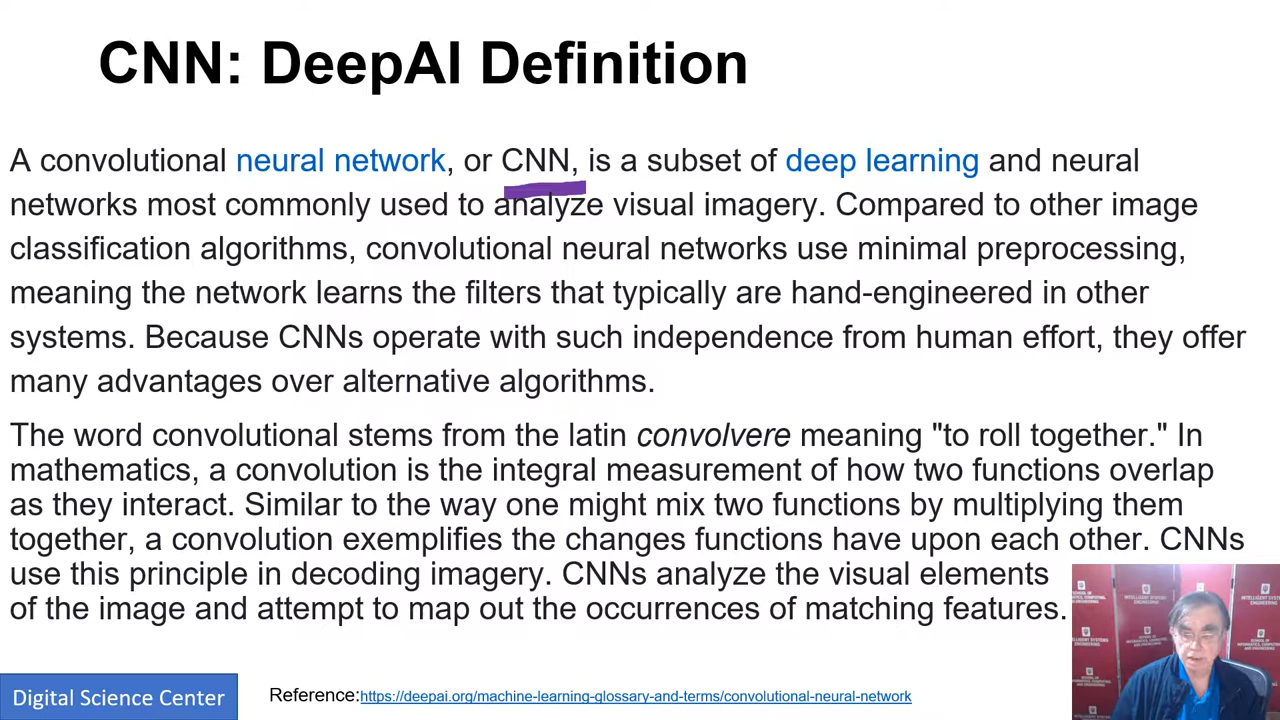 CNN: DeepAI Definition
A convolutional neural network, or CNN, is a subset of deep learning and neural
networks most commonly used to analyze visual imagery. Compared to other image
classification algorithms, convolutional neural networks use minimal preprocessing,
meaning the network learns the filters that typically are hand-engineered in other
systems. Because CNNs operate with such independence from human effort, they offer
many advantages over alternative algorithms.
The word convolutional stems from the latin convolvere meaning "to roll together." In
mathematics, a convolution is the integral measurement of how two functions overlap
as they interact. Similar to the way one might mix two functions by multiplying them
together, a convolution exemplifies the changes functions have upon each other. CNNs
use this principle in decoding imagery. CNNs analyze the visual elements
of the image and attempt to map out the occurrences of matching features.
Digital Science Center
Reference:https://deepai.org/machine-learning-glossary-and-terms/convolutional-neural-network